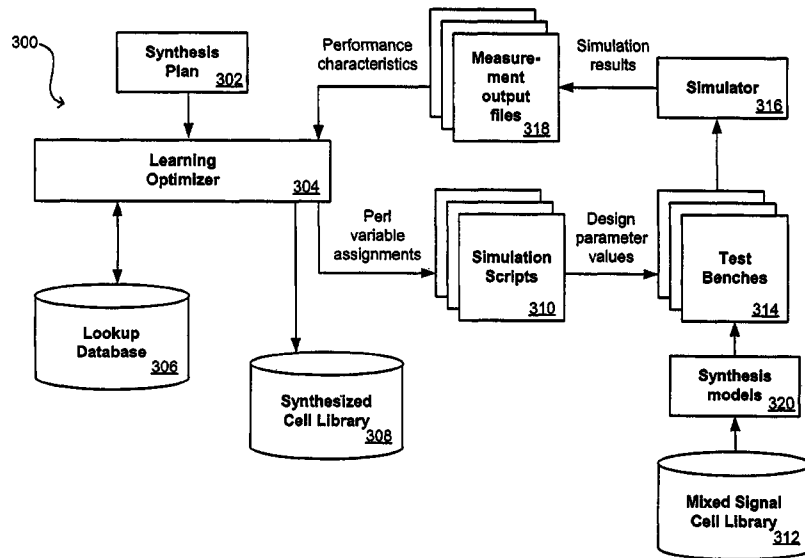 300
Synthesis
Plan
302
Performance
characteristics
Measure-
ment
output
files
318
Simulation
results
Simulator
316
Learning
Optimizer
304
Perl
variable
assignments
Simulation
Scripts
310
Design
parameter
values
Test
Benches
314
Lookup
Database
306
Synthesized
Cell Library
308
Synthesis
models
320
Mixed Signal
Cell Library
312